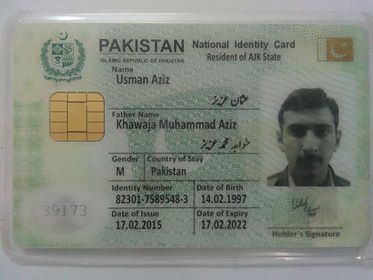 PAKISTAN National Identity Card
ISLAMIC REPUBLIC OF PAKISTAN Resident of AJK State
Name
Usman Aziz
عثمان عزیز
Father Name
Khawaja Muhammad Aziz
خواجہ محمد عزیز
Gender Country of Stay
M Pakistan
Identity Number Date of Birth
82301-7589548-3 14.02.1997
39173
Date of Issue Date of Expiry
17.02.2015 17.02.2022
Holder's Signature